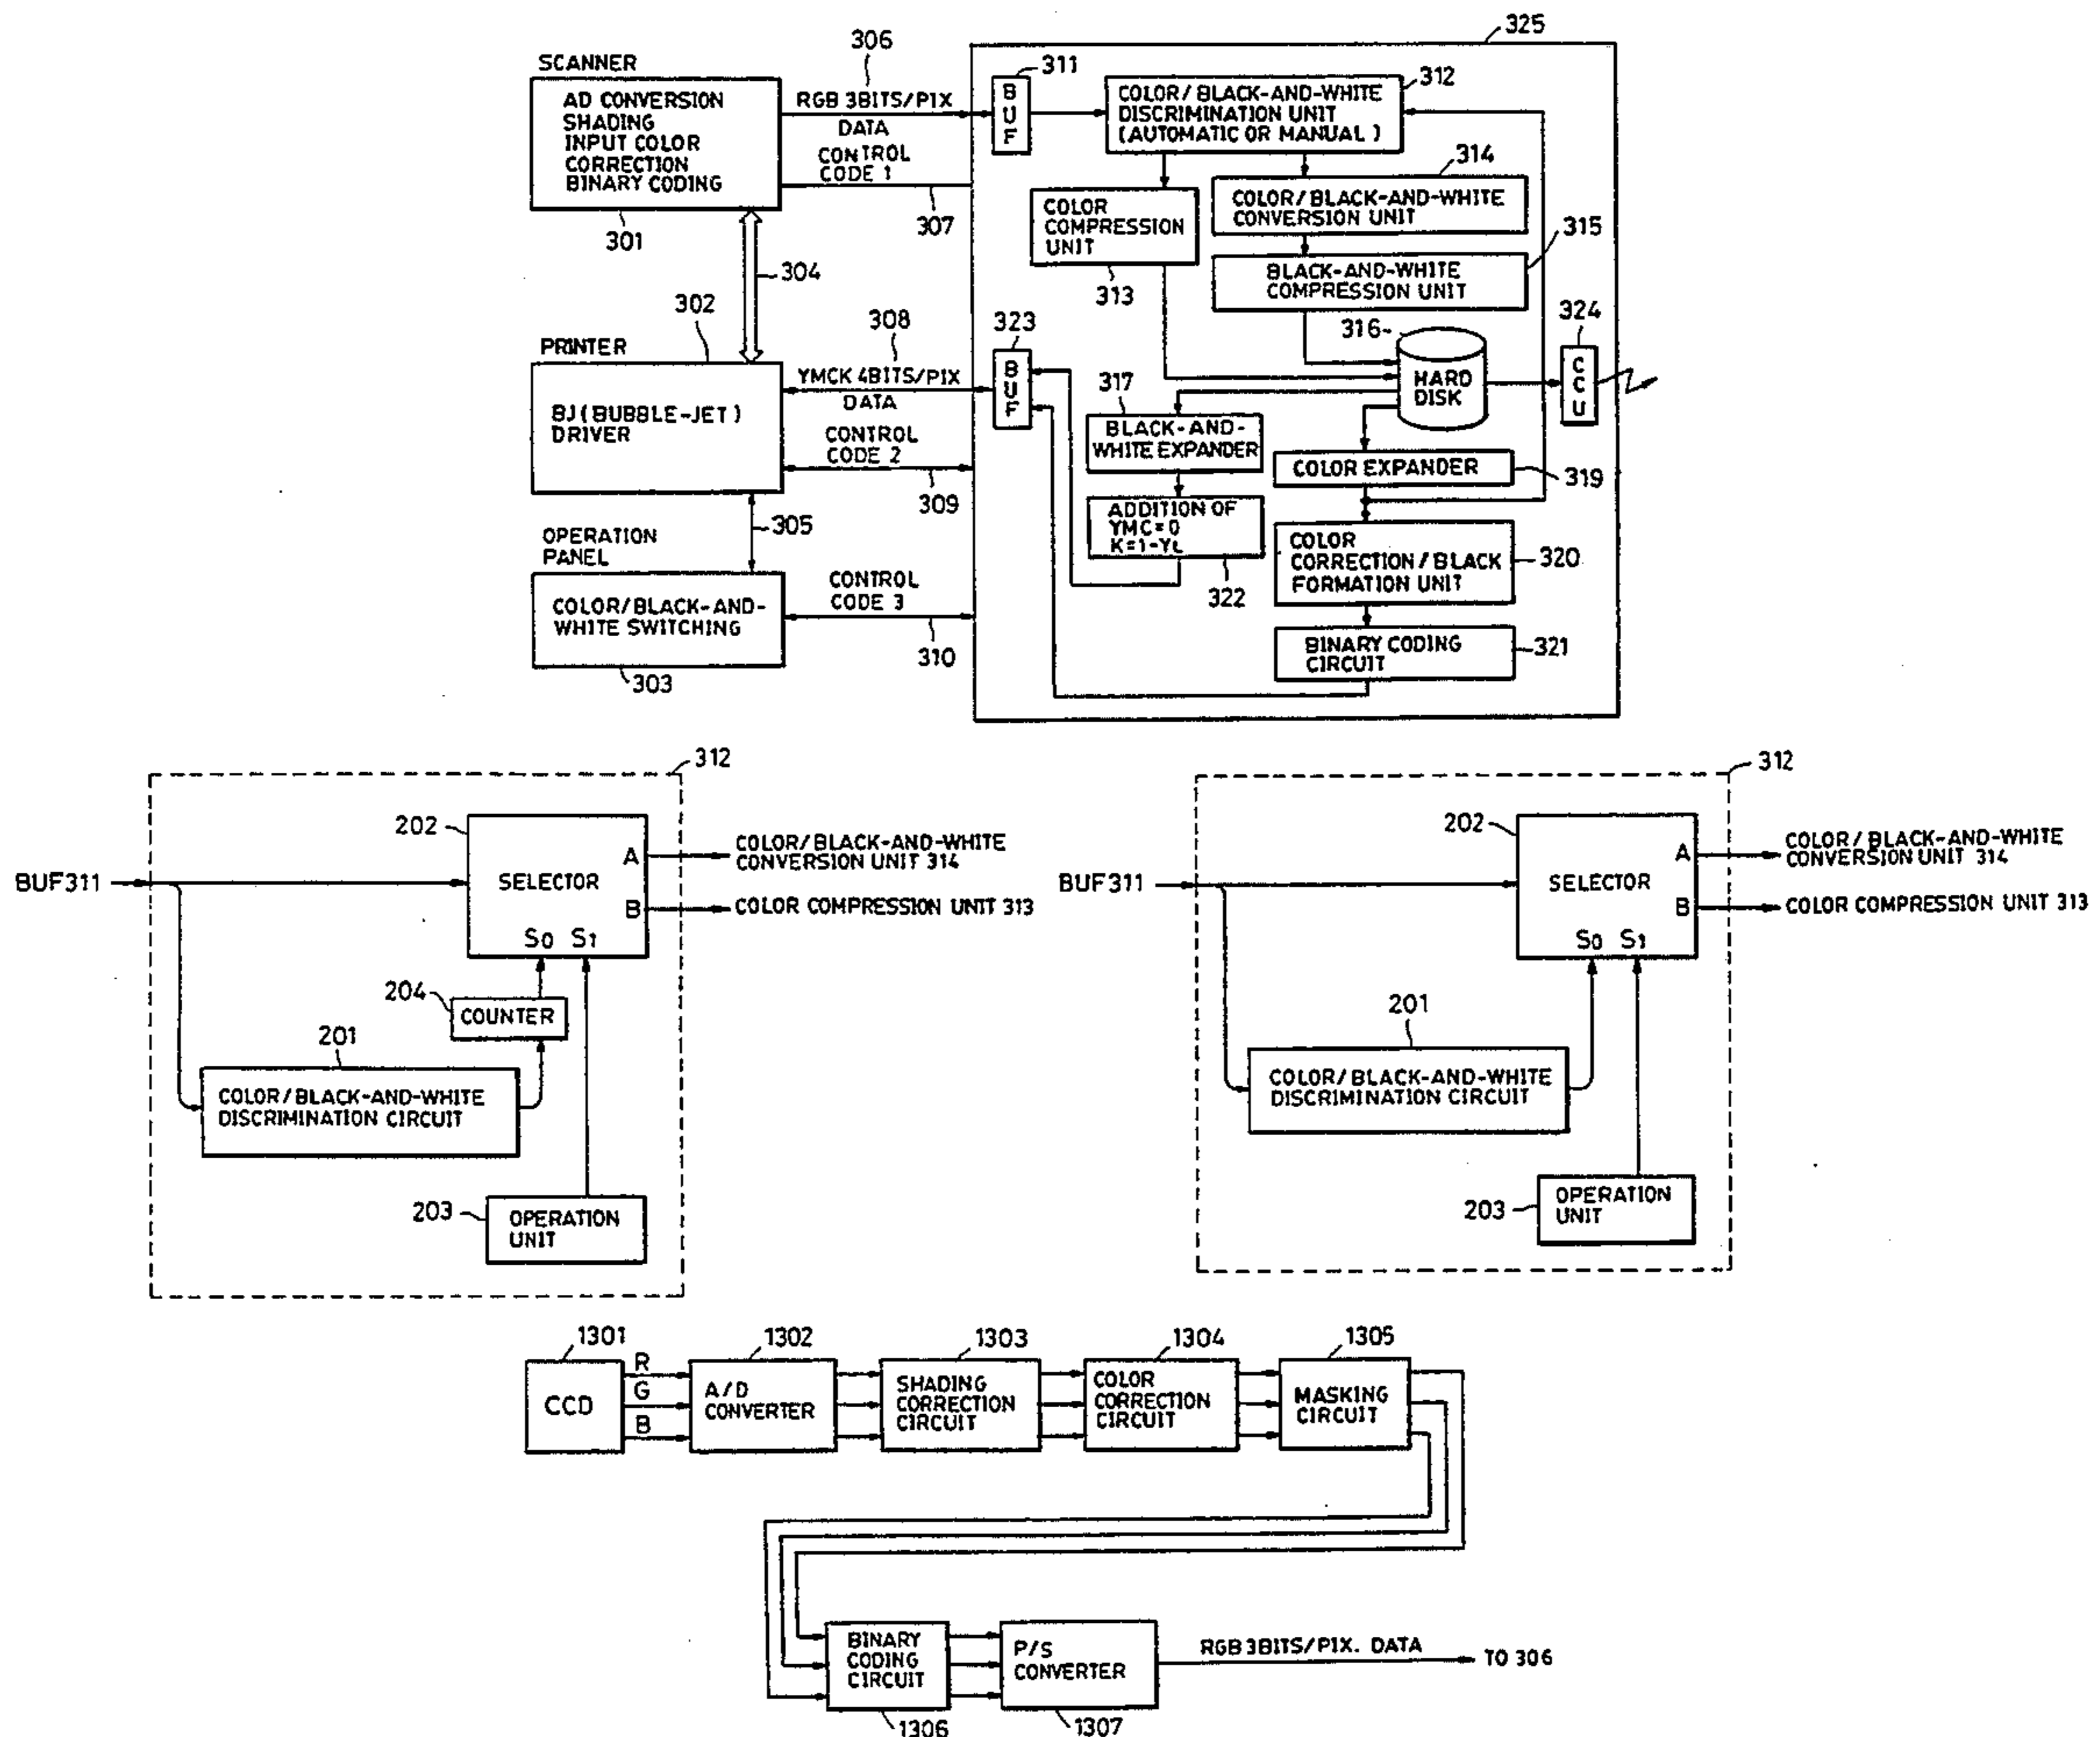 325
306
SCANNER
311
312
AD CONVERSION
SHADING
INPUT COLOR
CORRECTION
BINARY CODING
RGB 3BITS/PIX
DATA
CONTROL
CODE 1
BUF
COLOR/BLACK-AND-WHITE
DISCRIMINATION UNIT
(AUTOMATIC OR MANUAL)
314
301
307
COLOR
COMPRESSION
UNIT
COLOR/BLACK-AND-WHITE
CONVERSION UNIT
315
304
313
BLACK-AND-WHITE
COMPRESSION UNIT
302
308
323
316
324
PRINTER
YMCK 4BITS/PIX
DATA
BUF
317
HARD
DISK
CCU
BJ(BUBBLE-JET)
DRIVER
CONTROL
CODE 2
BLACK-AND-
WHITE EXPANDER
COLOR EXPANDER
319
309
305
ADDITION OF
YMC=0
K=1-YL
OPERATION
PANEL
COLOR
CORRECTION/BLACK
FORMATION UNIT
320
322
COLOR/BLACK-AND-
WHITE SWITCHING
CONTROL
CODE 3
310
BINARY CODING
CIRCUIT
321
303
312
202
SELECTOR
A
B
S0 S1
COLOR/BLACK-AND-WHITE
CONVERSION UNIT 314
BUF311
COLOR COMPRESSION UNIT 313
204
COUNTER
201
COLOR/BLACK-AND-WHITE
DISCRIMINATION CIRCUIT
203
OPERATION
UNIT
312
202
SELECTOR
A
B
S0 S1
COLOR/BLACK-AND-WHITE
CONVERSION UNIT 314
BUF311
COLOR COMPRESSION UNIT 313
201
COLOR/BLACK-AND-WHITE
DISCRIMINATION CIRCUIT
203
OPERATION
UNIT
1301
1302
1303
1304
1305
CCD
R
G
B
A/D
CONVERTER
SHADING
CORRECTION
CIRCUIT
COLOR
CORRECTION
CIRCUIT
MASKING
CIRCUIT
BINARY
CODING
CIRCUIT
P/S
CONVERTER
RGB 3BITS/PIX. DATA
TO 306
1306
1307